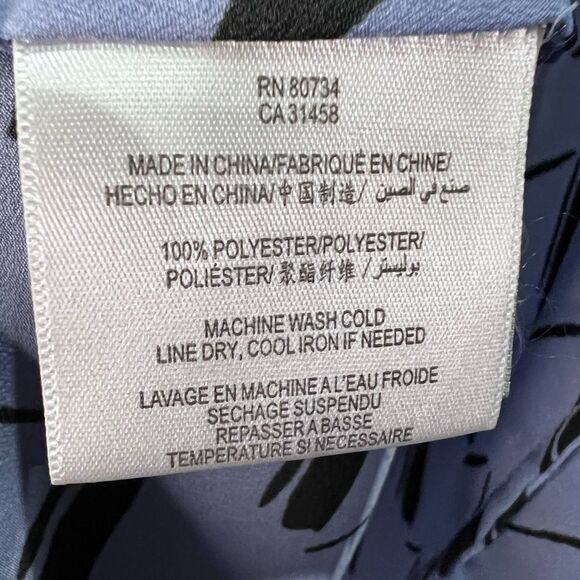 RN 80734
CA 31458
MADE IN CHINA/FABRIQUÉ EN CHINE/
HECHO EN CHINA/中国制造/ صنع في الصين
100% POLYESTER/POLYESTER/
POLIÉSTER/聚酯纤维/ بوليستر
MACHINE WASH COLD
LINE DRY, COOL IRON IF NEEDED
LAVAGE EN MACHINE A L'EAU FROIDE
SECHAGE SUSPENDU
REPASSER A BASSE
TEMPERATURE SI NECESSAIRE